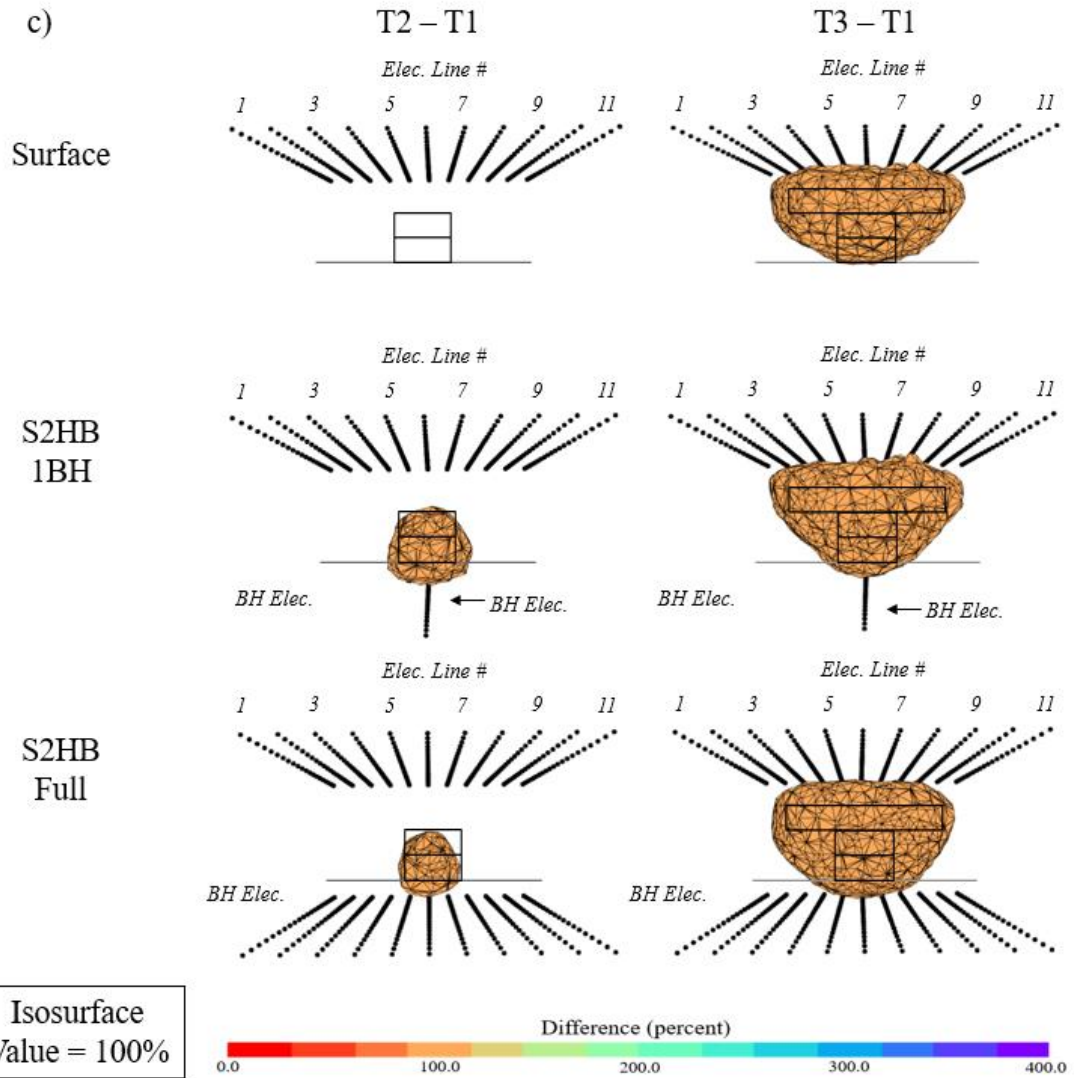 c)
T2 – T1
T3 – T1
Elec. Line #
Elec. Line #
1 3 5 7 9 11
1 3 5 7 9 11
Surface
Elec. Line #
Elec. Line #
1 3 5 7 9 11
1 3 5 7 9 11
S2HB
1BH
BH Elec.
BH Elec.
BH Elec.
BH Elec.
Elec. Line #
Elec. Line #
1 3 5 7 9 11
1 3 5 7 9 11
S2HB
Full
BH Elec.
BH Elec.
Isosurface
Value = 100%
Difference (percent)
0.0 100.0 200.0 300.0 400.0